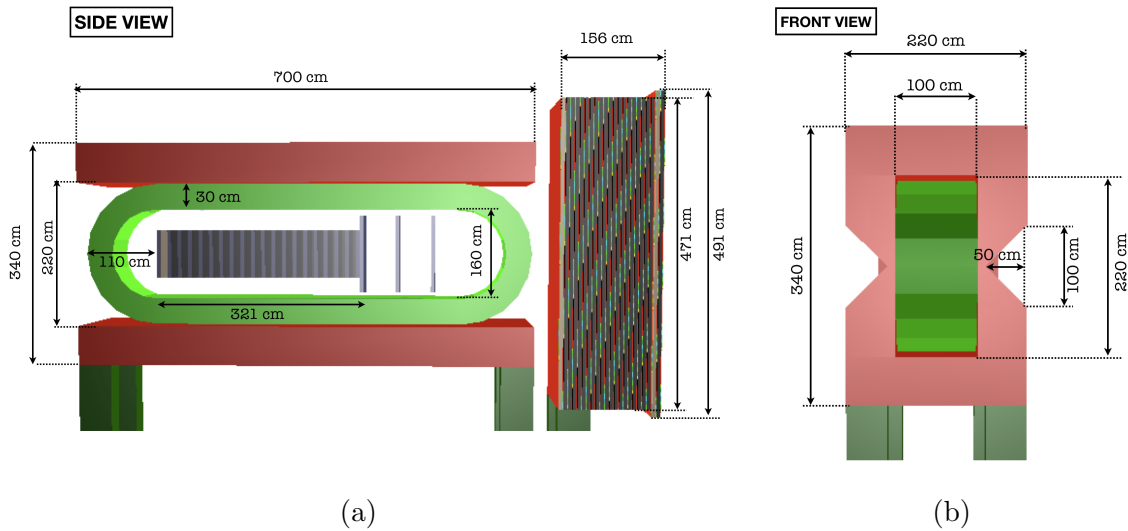 SIDE VIEW
FRONT VIEW
156 cm
220 cm
700 cm
100 cm
30 cm
340 cm
220 cm
110 cm
160 cm
321 cm
471 cm
491 cm
340 cm
50 cm
100 cm
220 cm
(a)
(b)